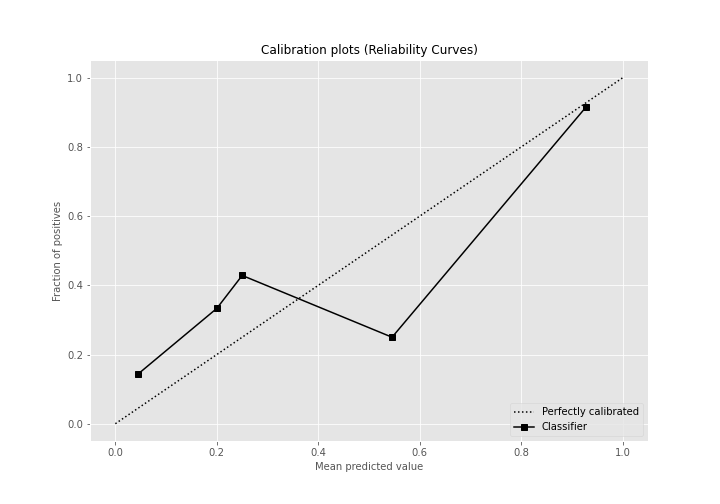 Calibration plots (Reliability Curves)
1.0
0.8
0.6
0.4
0.2
0.0
Fraction of positives
0.0 0.2 0.4 0.6 0.8 1.0
Mean predicted value
Perfectly calibrated
Classifier